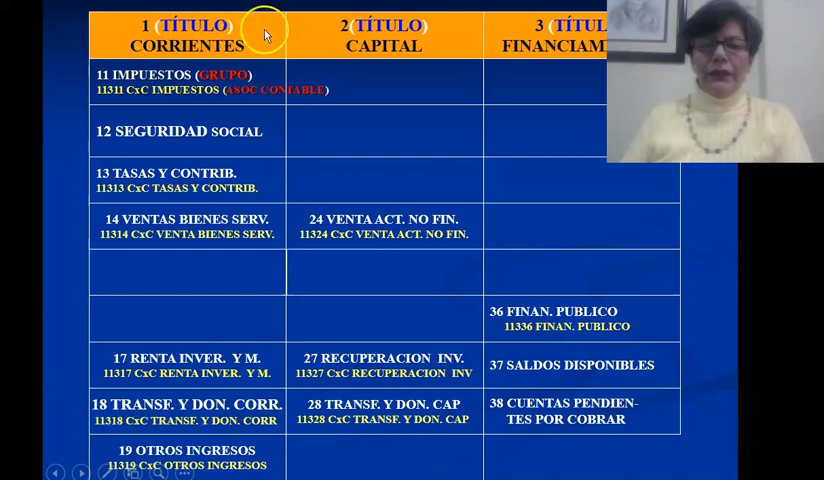 1 (TÍTULO)
CORRIENTES
2(TÍTULO)
CAPITAL
3 (TÍTUL
FINANCIAM
11 IMPUESTOS (GRUPO)
11311 CxC IMPUESTOS (ASOC CONTABLE)
12 SEGURIDAD SOCIAL
13 TASAS Y CONTRIB.
11313 CxC TASAS Y CONTRIB.
14 VENTAS BIENES SERV.
11314 CxC VENTA BIENES SERV.
24 VENTA ACT. NO FIN.
11324 CxC VENTA ACT. NO FIN.
36 FINAN. PUBLICO
11336 FINAN. PUBLICO
17 RENTA INVER. Y M.
11317 CxC RENTA INVER. Y M.
27 RECUPERACION INV.
11327 CxC RECUPERACION INV
37 SALDOS DISPONIBLES
18 TRANSF. Y DON. CORR.
11318 CxC TRANSF. Y DON. CORR
28 TRANSF. Y DON. CAP
11328 CxC TRANSF. Y DON. CAP
38 CUENTAS PENDIEN-
TES POR COBRAR
19 OTROS INGRESOS
11319 CxC OTROS INGRESOS